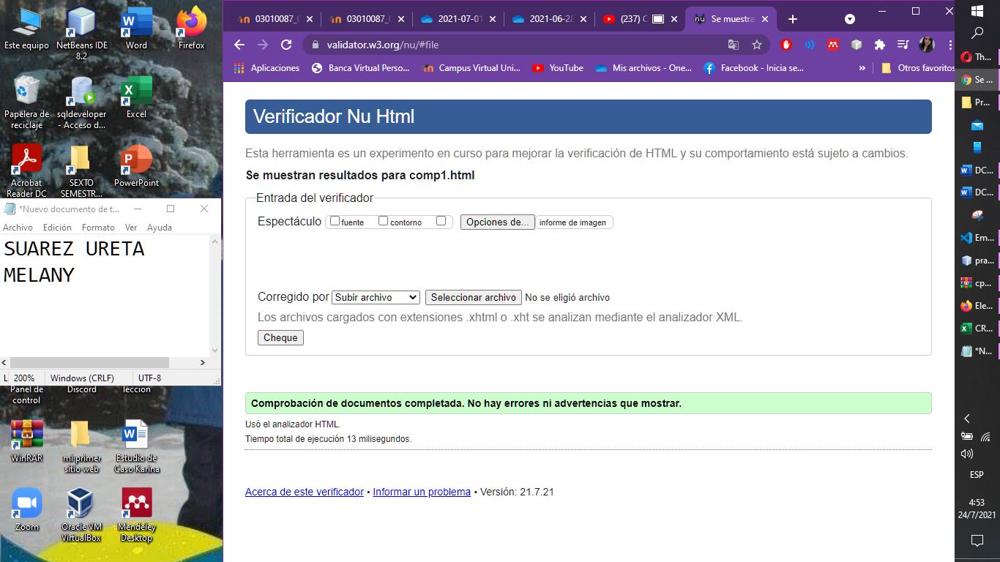 Este equipo
NetBeans IDE 8.2
Word
Firefox
Papelera de reciclaje
sqldeveloper - Acceso d...
Excel
Acrobat Reader DC
SEXTO SEMESTR...
PowerPoint
*Nuevo documento de t...
Archivo Edición Formato Ver Ayuda
SUAREZ URETA
MELANY
L 200% Windows (CRLF) UTF-8
Panel de control
Discord
leccion
WinRAR
mi primer sitio web
Estudio de Caso Karina
Zoom
Oracle VM VirtualBox
Mendeley Desktop
03010087_( 03010087_( 2021-07-01 2021-06-28 (237) C Se muestra
validator.w3.org/nu/#file
Aplicaciones Banca Virtual Perso... Campus Virtual Uni... YouTube Mis archivos - One... Facebook - Inicia se... » Otros favoritos
Verificador Nu Html
Esta herramienta es un experimento en curso para mejorar la verificación de HTML y su comportamiento está sujeto a cambios.
Se muestran resultados para comp1.html
Entrada del verificador
Espectáculo fuente contorno Opciones de... informe de imagen
Corregido por Subir archivo Seleccionar archivo No se eligió archivo
Los archivos cargados con extensiones .xhtml o .xht se analizan mediante el analizador XML.
Cheque
Comprobación de documentos completada. No hay errores ni advertencias que mostrar.
Usó el analizador HTML.
Tiempo total de ejecución 13 milisegundos.
Acerca de este verificador • Informar un problema • Versión: 21.7.21
Th...
Se ...
Pr...
DC...
DC...
Em...
pra...
cp...
Ele...
CR...
*N...
ESP
4:53
24/7/2021